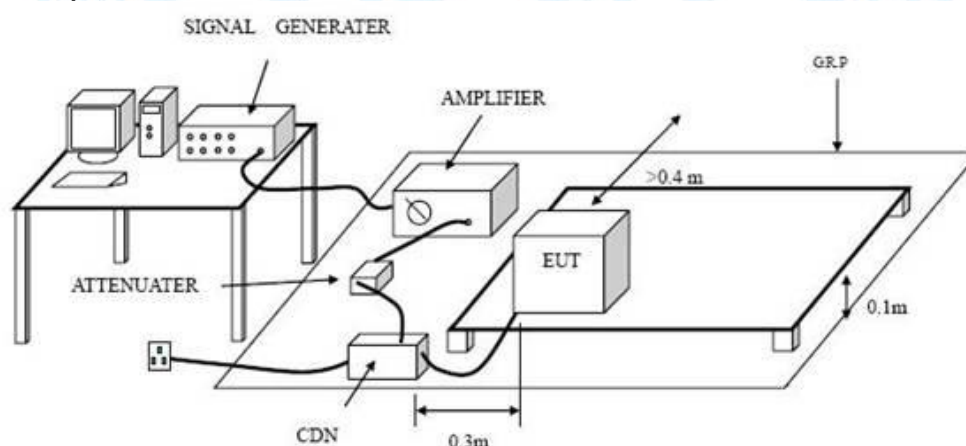 SIGNAL GENERATER
GRP
AMPLIFIER
>0.4 m
EUT
ATTENUATER
0.1m
CDN
0.3m